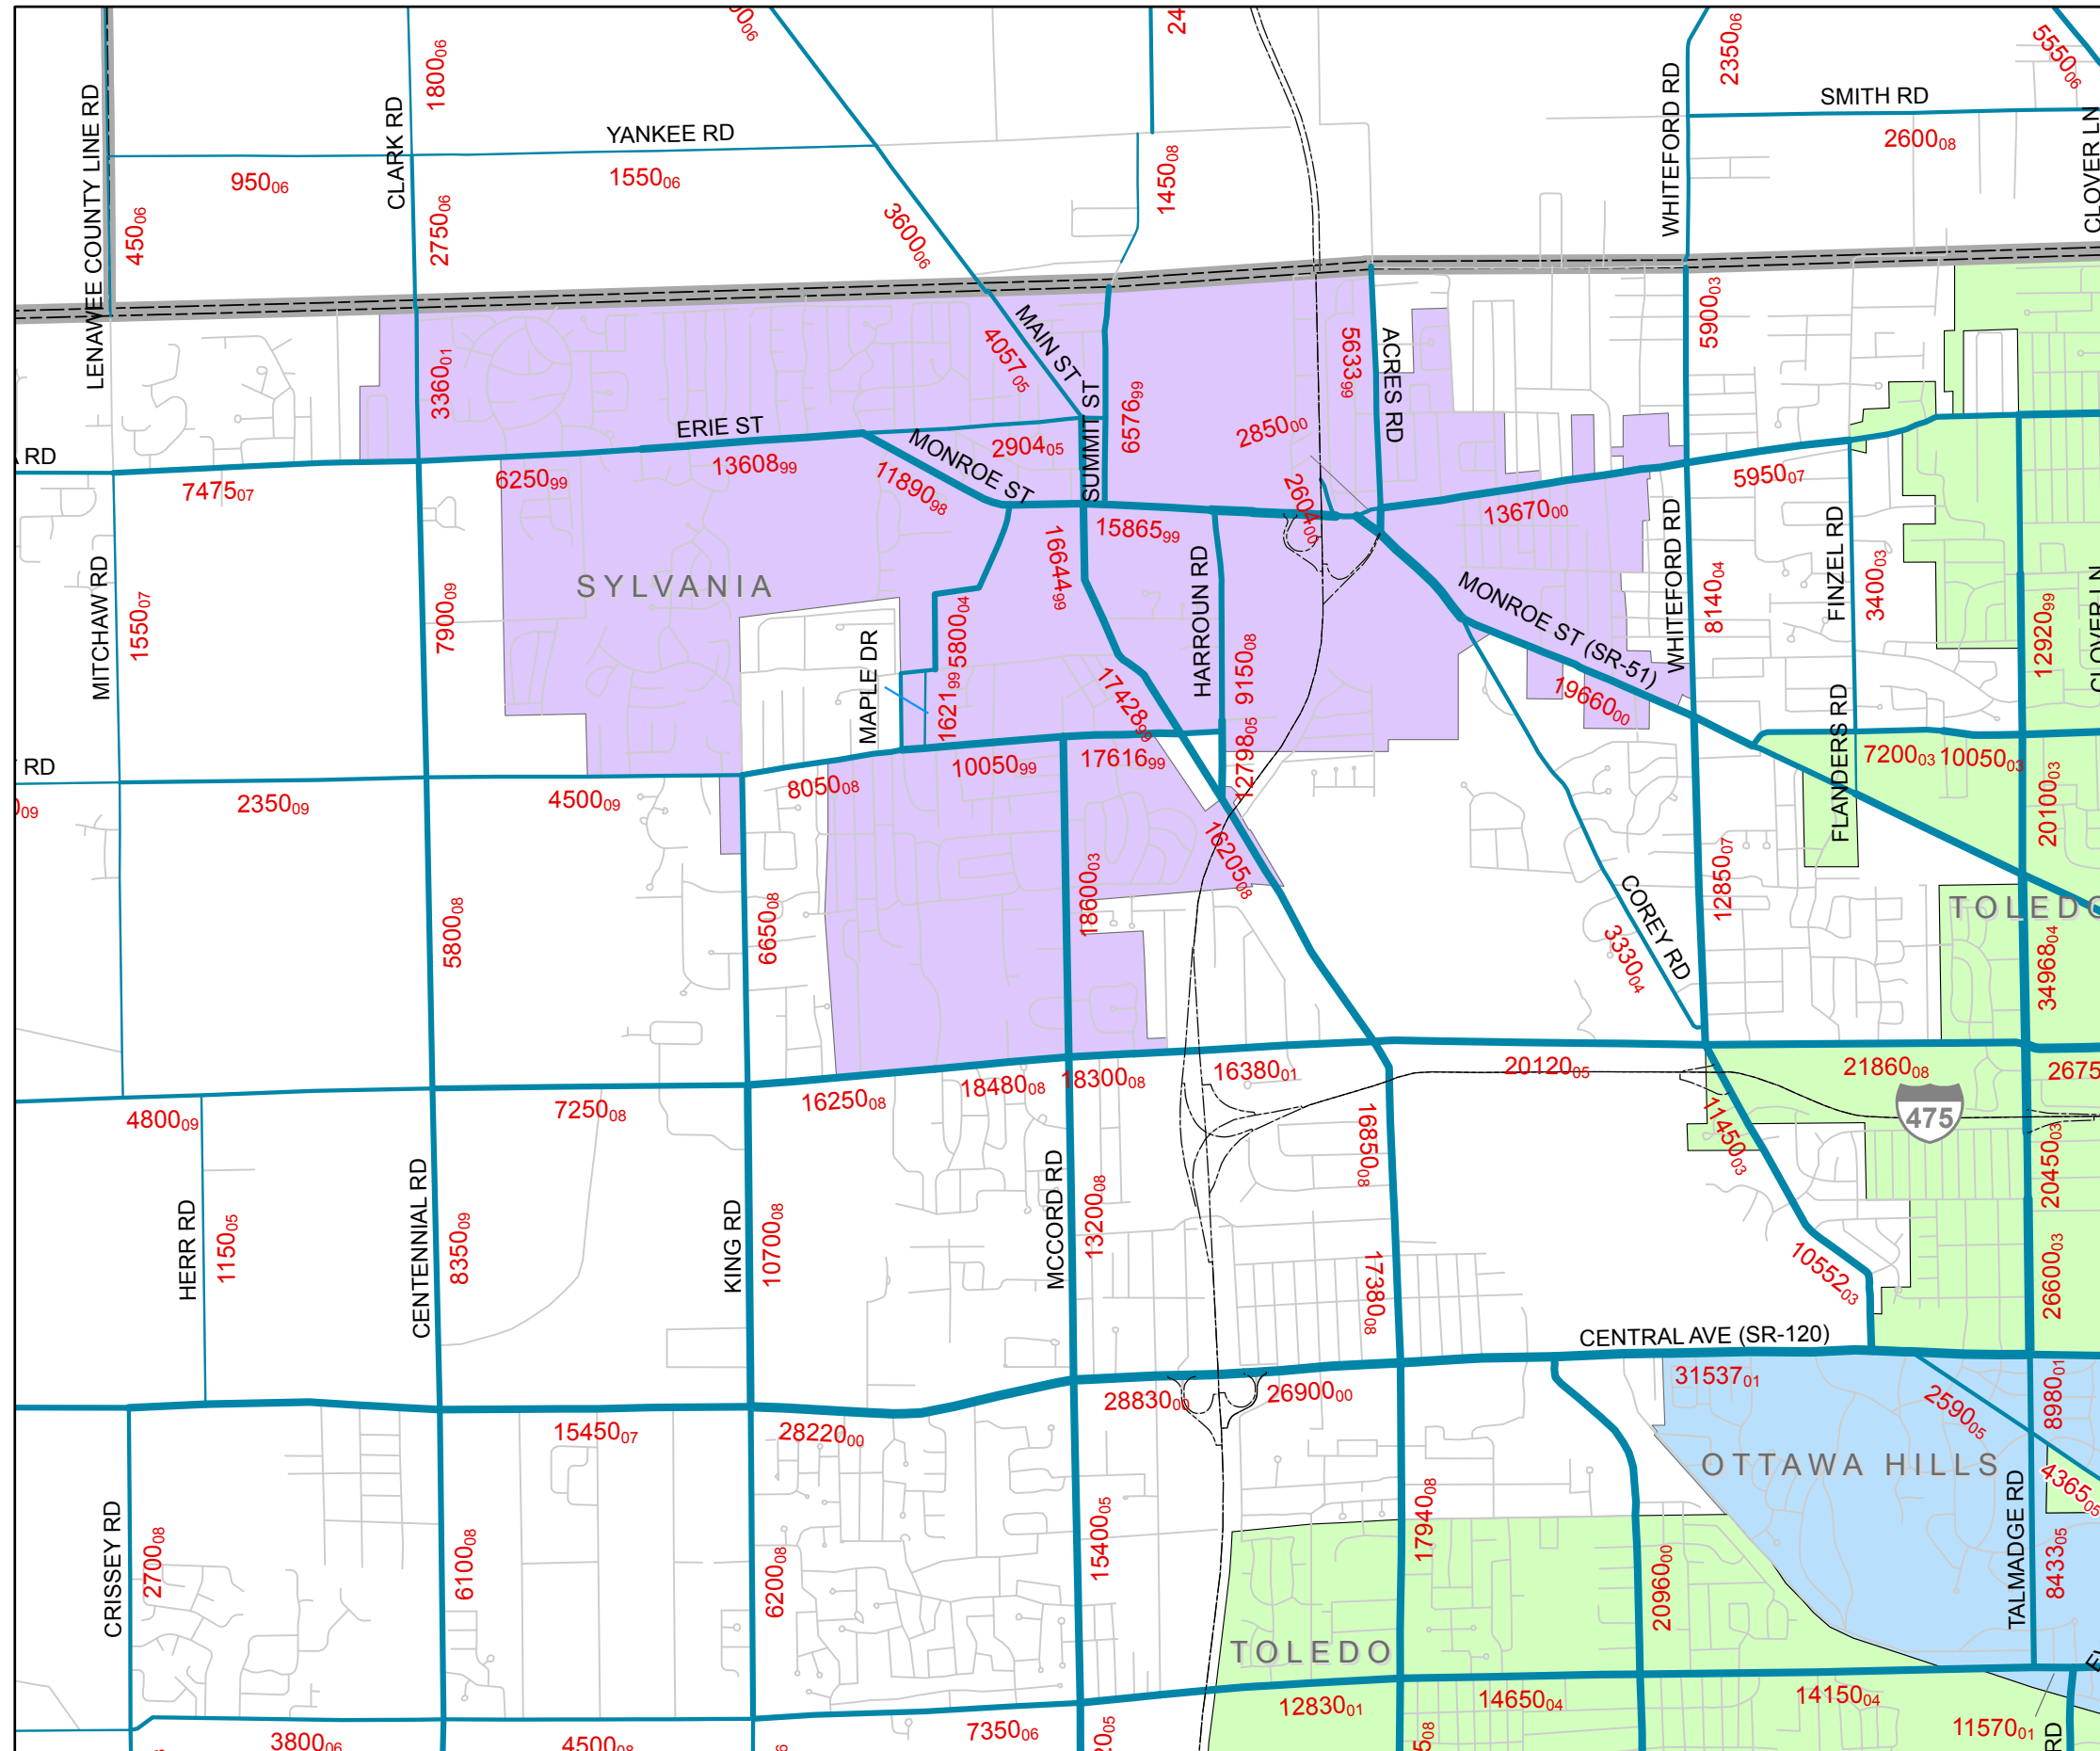 240006
180006
235006
555006
SMITH RD
260008
YANKEE RD
95006
155006
145008
LENAWEE COUNTY LINE RD
CLARK RD
WHITEFORD RD
CLOVER LN
45006
275006
360006
590003
336001
405705
MAIN ST
SUMMIT ST
657699
563399
ACRES RD
285000
ERIE ST
290405
MONROE ST
RD
747507
625099
1360899
1189098
260400
1367000
595007
1586599
1664499
SYLVANIA
MITCHAW RD
155007
790009
MAPLE DR
580004
162199
HARROUN RD
915008
MONROE ST (SR-51)
1966000
WHITEFORD RD
814004
FINZEL RD
340003
1292099
CLOVER LN
1742899
1279805
RD
235009
450009
805008
1005099
1761699
FLANDERS RD
720003
1005003
2010003
580008
665008
1860003
1620508
COREY RD
333004
1285007
TOLEDO
3496804
480009
725008
1625008
1848008
1830008
1638001
2012005
2186008
2675
475
1685008
1145003
2045003
HERR RD
115005
CENTENNIAL RD
835009
KING RD
1070008
MCCORD RD
1320008
1738008
1055203
2660003
CENTRAL AVE (SR-120)
1545007
2822000
2883000
2690000
3153701
259005
898001
OTTAWA HILLS
436505
CRISSEY RD
270008
610008
620008
1540005
1794008
2096000
TALMADGE RD
843305
TOLEDO
380006
450008
735006
1283001
1465004
1415004
1157001
RD